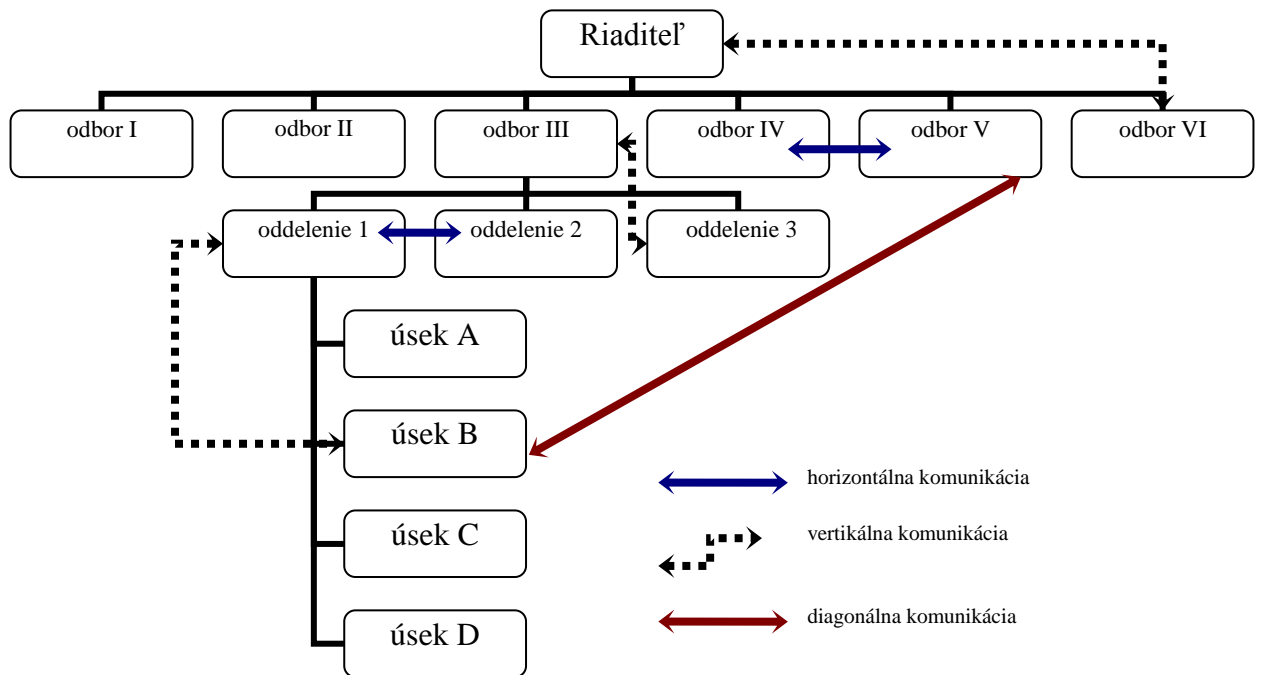 Riaditeľ
odbor I
odbor II
odbor III
odbor IV
odbor V
odbor VI
oddelenie 1
oddelenie 2
oddelenie 3
úsek A
úsek B
úsek C
úsek D
horizontálna komunikácia
vertikálna komunikácia
diagonálna komunikácia